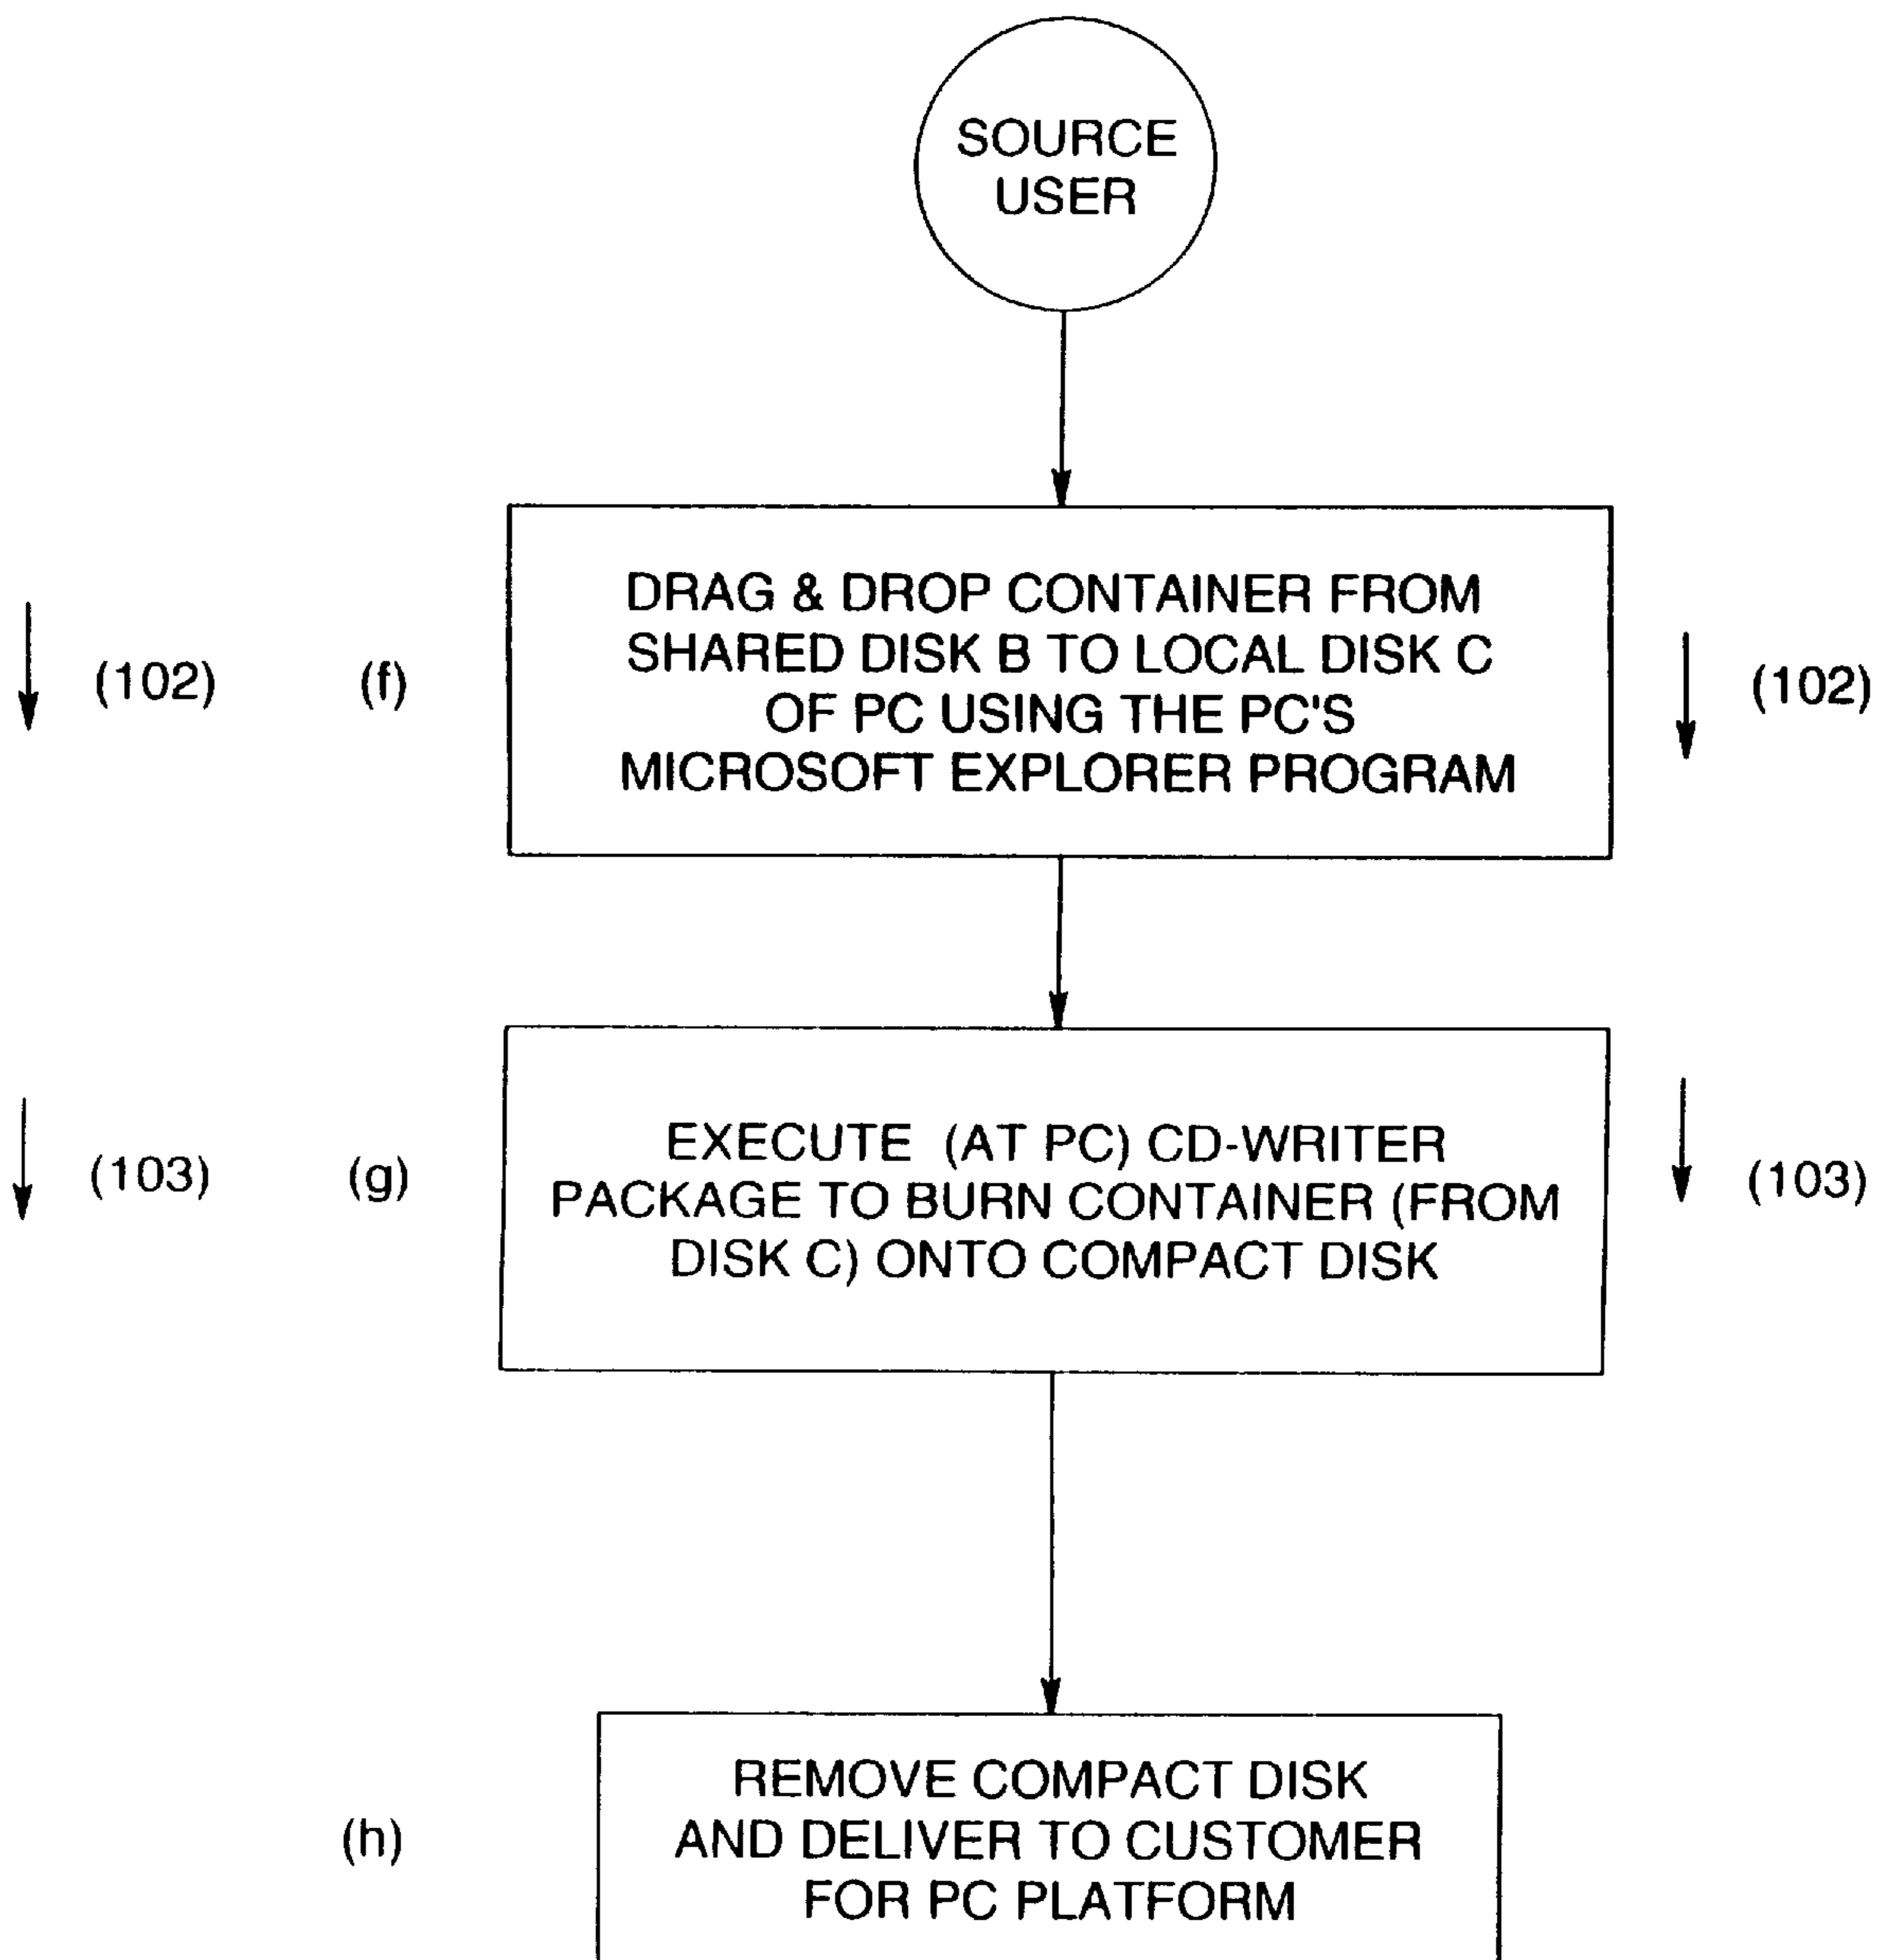 SOURCE
USER
DRAG & DROP CONTAINER FROM
SHARED DISK B TO LOCAL DISK C
OF PC USING THE PC'S
MICROSOFT EXPLORER PROGRAM
(102)
(f)
(102)
EXECUTE (AT PC) CD-WRITER
PACKAGE TO BURN CONTAINER (FROM
DISK C) ONTO COMPACT DISK
(103)
(g)
(103)
REMOVE COMPACT DISK
AND DELIVER TO CUSTOMER
FOR PC PLATFORM
(h)